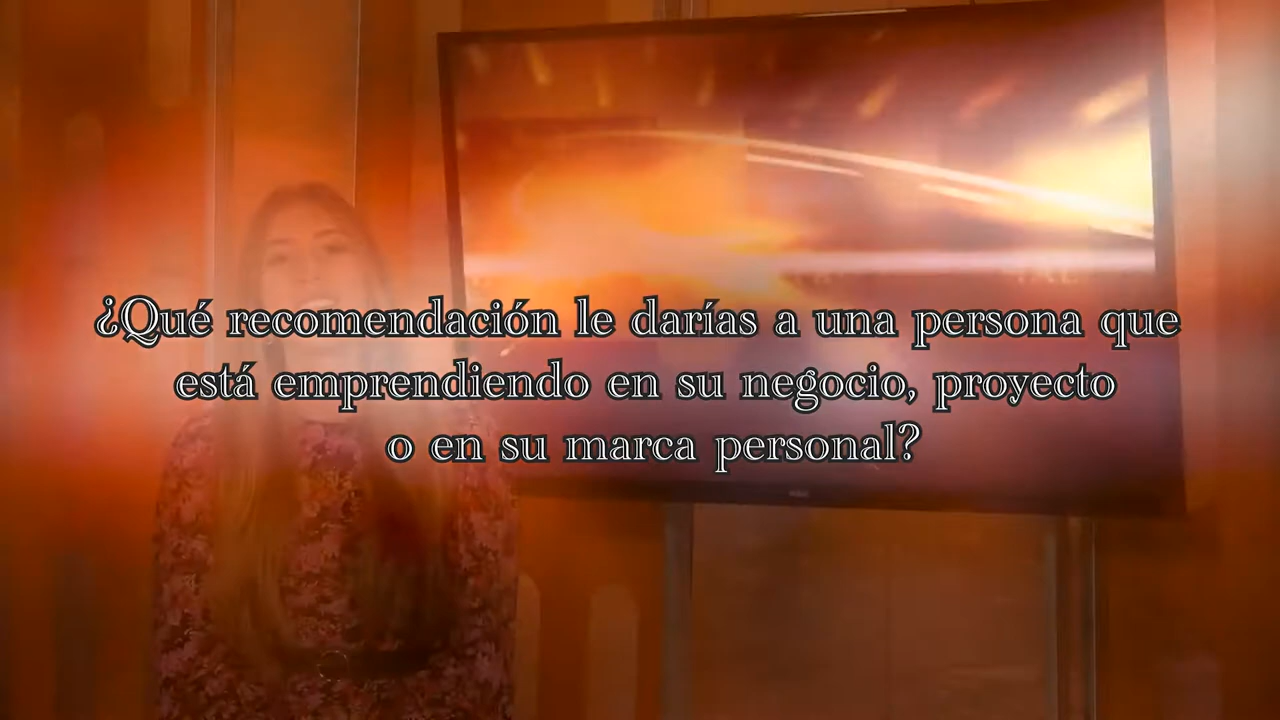 ¿Qué recomendación le darías a una persona que
está emprendiendo en su negocio, proyecto
o en su marca personal?